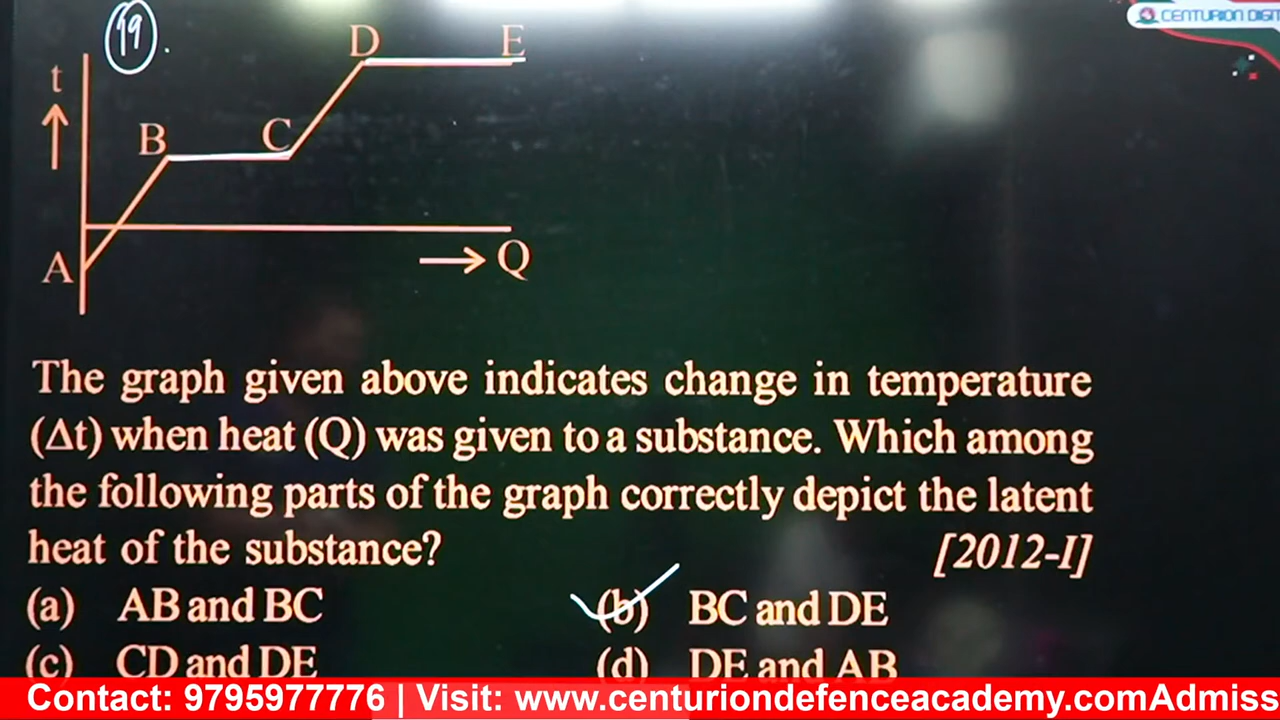 19.
CENTURION DIGI
D E
t
B C
A
Q
The graph given above indicates change in temperature
(Δt) when heat (Q) was given to a substance. Which among
the following parts of the graph correctly depict the latent
heat of the substance? [2012-I]
(a) AB and BC (b) BC and DE
(c) CD and DE (d) DE and AB
Contact: 9795977776 | Visit: www.centuriondefenceacademy.comAdmiss